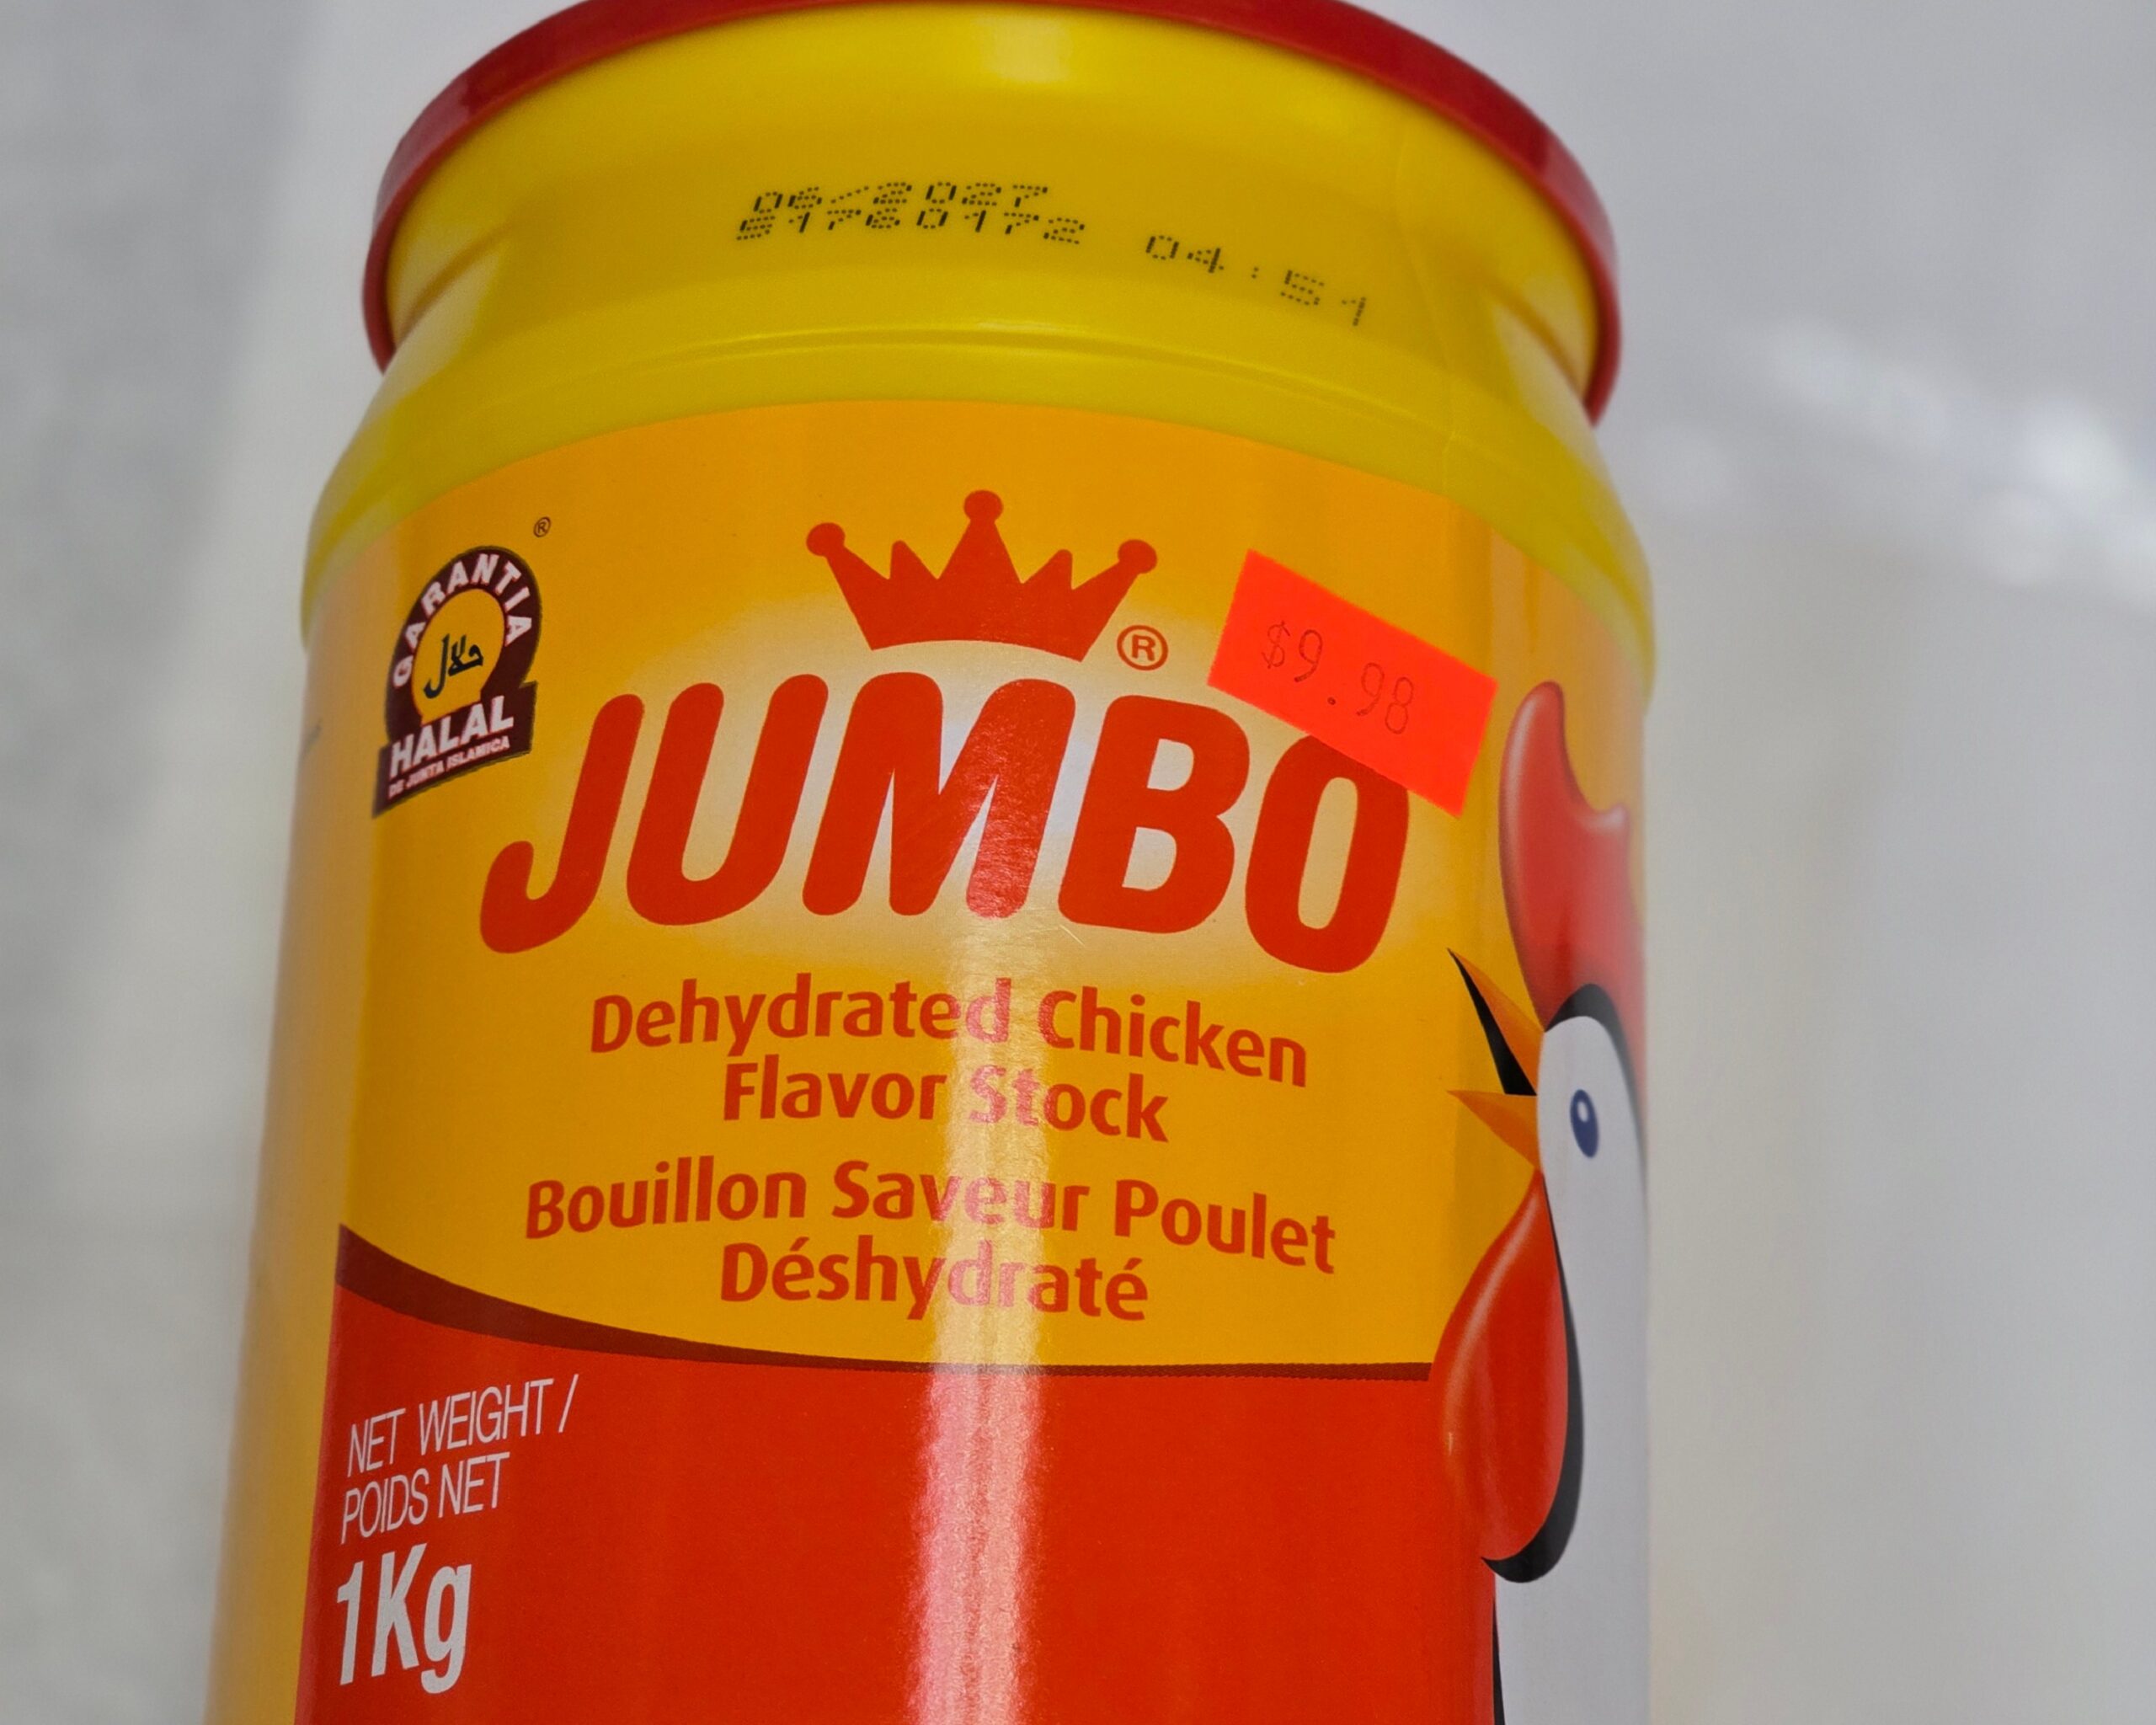 06/2027
04:51
®
GARANTIA
حلال
HALAL
DE JUNTA ISLAMICA
®
$9.98
JUMBO
Dehydrated Chicken
Flavor Stock
Bouillon Saveur Poulet
Déshydraté
NET WEIGHT /
POIDS NET
1Kg